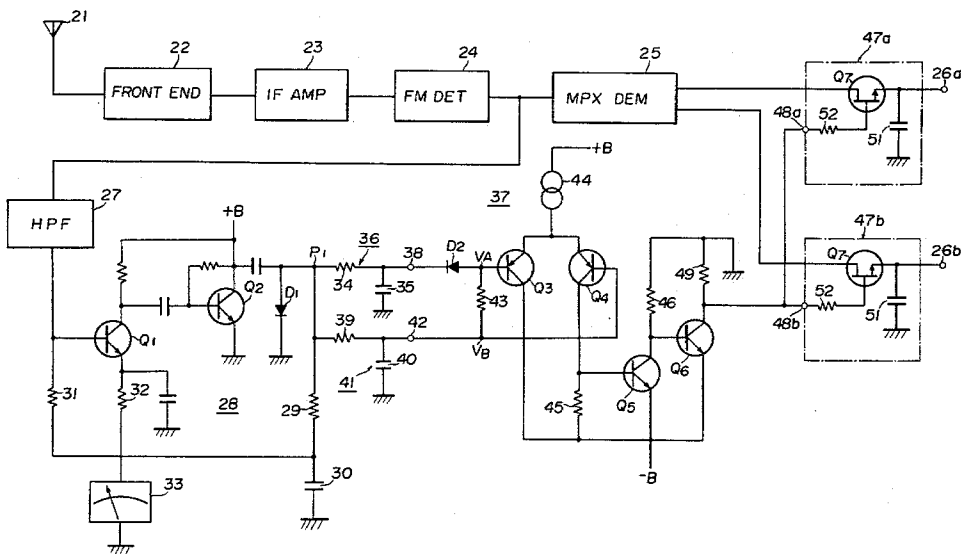 21
22
FRONT END
23
IF AMP
24
FM DET
25
MPX DEM
47a
Q7
26a
48a
52
51
27
HPF
+B
+B
44
37
P1
36
38
D2
VA
34
35
Q2
D1
Q3
Q4
43
39
42
VB
40
41
Q1
31
32
28
29
30
33
45
46
49
Q5
Q6
-B
47b
Q7
26b
48b
52
51